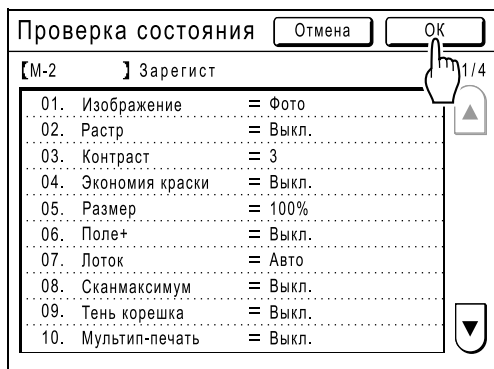 Проверка состояния Отмена OK
【M-2 】 Зарегист 1/4
01. Изображение = Фото
02. Растр = Выкл.
03. Контраст = 3
04. Экономия краски = Выкл.
05. Размер = 100%
06. Поле+ = Выкл.
07. Лоток = Авто
08. Сканмаксимум = Выкл.
09. Тень корешка = Выкл.
10. Мультип-печать = Выкл.